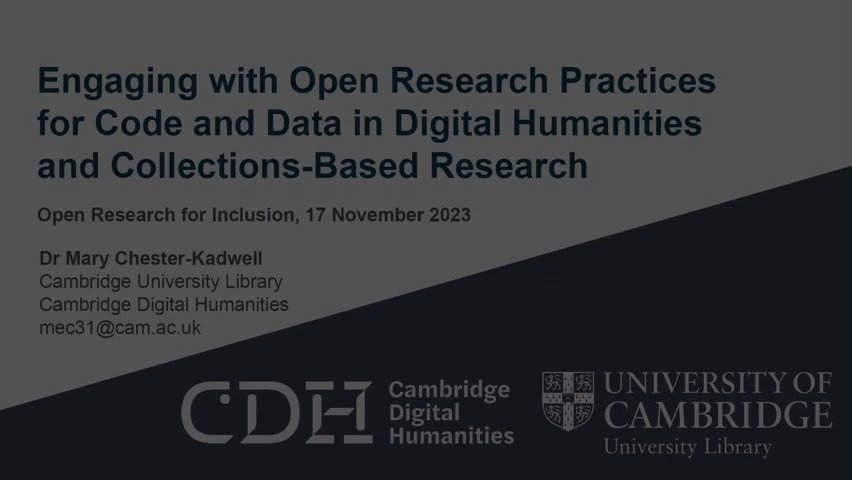 Engaging with Open Research Practices
for Code and Data in Digital Humanities
and Collections-Based Research
Open Research for Inclusion, 17 November 2023
Dr Mary Chester-Kadwell
Cambridge University Library
Cambridge Digital Humanities
mec31@cam.ac.uk
CDH
Cambridge
Digital
Humanities
UNIVERSITY OF
CAMBRIDGE
University Library